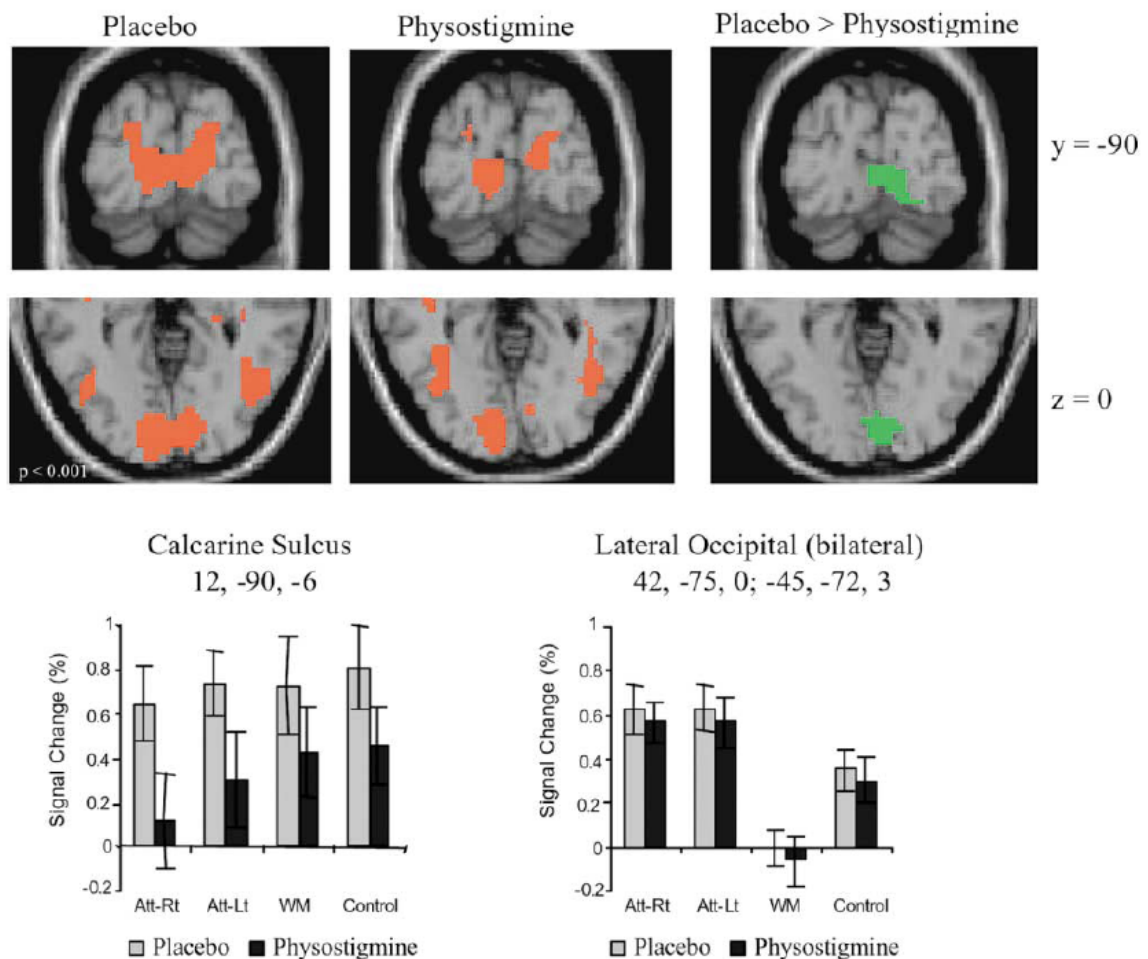 Placebo
Physostigmine
Placebo > Physostigmine
y = -90
z = 0
p < 0.001
Calcarine Sulcus
12, -90, -6
Signal Change (%)
1
0.8
0.6
0.4
0.2
0
-0.2
Att-Rt
Att-Lt
WM
Control
Placebo
Physostigmine
Lateral Occipital (bilateral)
42, -75, 0; -45, -72, 3
Signal Change (%)
1
0.8
0.6
0.4
0.2
0
-0.2
Att-Rt
Att-Lt
WM
Control
Placebo
Physostigmine